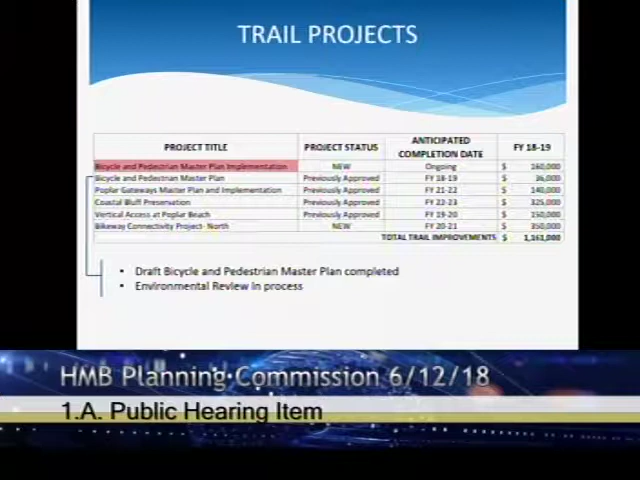 TRAIL PROJECTS
PROJECT TITLE PROJECT STATUS ANTICIPATED COMPLETION DATE FY 18-19
Bicycle and Pedestrian Master Plan Implementation NEW Ongoing $ 160,000
Bicycle and Pedestrian Master Plan Previously Approved FY 18-19 $ 36,000
Poplar Gateways Master Plan and Implementation Previously Approved FY 21-22 $ 140,000
Coastal Bluff Preservation Previously Approved FY 22-23 $ 325,000
Vertical Access at Poplar Beach Previously Approved FY 19-20 $ 150,000
Bikeway Connectivity Project- North NEW FY 20-21 $ 350,000
TOTAL TRAIL IMPROVEMENTS $ 1,161,000
• Draft Bicycle and Pedestrian Master Plan completed
• Environmental Review in process
HMB Planning Commission 6/12/18
1.A. Public Hearing Item